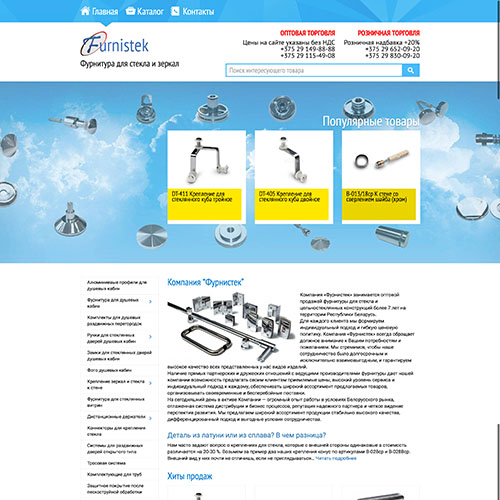 Главная
Каталог
Контакты
Furnistek
Фурнитура для стекла и зеркал
ОПТОВАЯ ТОРГОВЛЯ
Цены на сайте указаны без НДС
+375 29 149-88-88
+375 29 115-49-08
РОЗНИЧНАЯ ТОРГОВЛЯ
Розничная надбавка +20%
+375 29 652-09-20
+375 29 830-09-20
Поиск интересующего товара
Популярные товары
DT-411 Крепление для
стеклянного куба тройное
DT-405 Крепление для
стеклянного куба двойное
B-013/18ср К стене со
сверлением шайба (хром)
Алюминиевые профили для
душевых кабин
Фурнитура для душевых
кабин
Комплекты для душевых
раздвижных перегородок
Ручки для стеклянных
дверей душевых кабин
Замки для стеклянных дверей
душевых кабин
Фото душевых кабин
Крепление зеркал и стекла
к стене
Фурнитура для стеклянных
витрин
Дистанционные держатели
Коннекторы для крепления
стекла
Системы для раздвижных
дверей открытого типа
Тросовая система
Комплектующие для труб
Защитное покрытие после
пескоструйной обработки
Компания "Фурнистек"
Компания «Фурнистек» занимается оптовой
продажей фурнитуры для стекла и
цельностеклянных конструкций более 7 лет на
территории Республики Беларусь.
Для каждого клиента мы формируем
индивидуальный подход и гибкую ценовую
политику. Компания «Фурнистек» всегда обращает
должное внимание к Вашим потребностям и
пожеланиям. Мы стремимся, чтобы наше
сотрудничество было долгосрочным и
исключительно взаимовыгодным, и гарантируем
высокое качество всех представленных у нас видов изделий.
Наличие прямых партнерских и дружеских отношений с ведущими производителями фурнитуры дает нашей
компании возможность предлагать своим клиентам приемлемые цены, высокий уровень сервиса и
индивидуальный подход к каждому, обеспечивать широкий ассортимент предлагаемых товаров,
организовывать своевременные и бесперебойные поставки.
На сегодняшний день в активе Компании — огромный опыт работы в условиях Белорусского рынка,
отлаженная система дистрибуции и бизнес процессов, репутация надежного партнера и четкое видение
перспектив развития. Мы предлагаем широкий ассортимент продукции стабильно высокого качества,
дифференцированный подход и выгодные условия сотрудничества.
Деталь из латуни или из сплава? В чем разница?
Нам часто задают вопрос о креплениях для стекла, которые с внешней стороны одинаковые а стоимость
различается на 20-30 %. Возьмем за пример два наших крепления конус по артикулами B-028ср и B-028Bср.
Внешний вид у них почти не отличишь, если не приглядываться... Читать подробнее
Хиты продаж